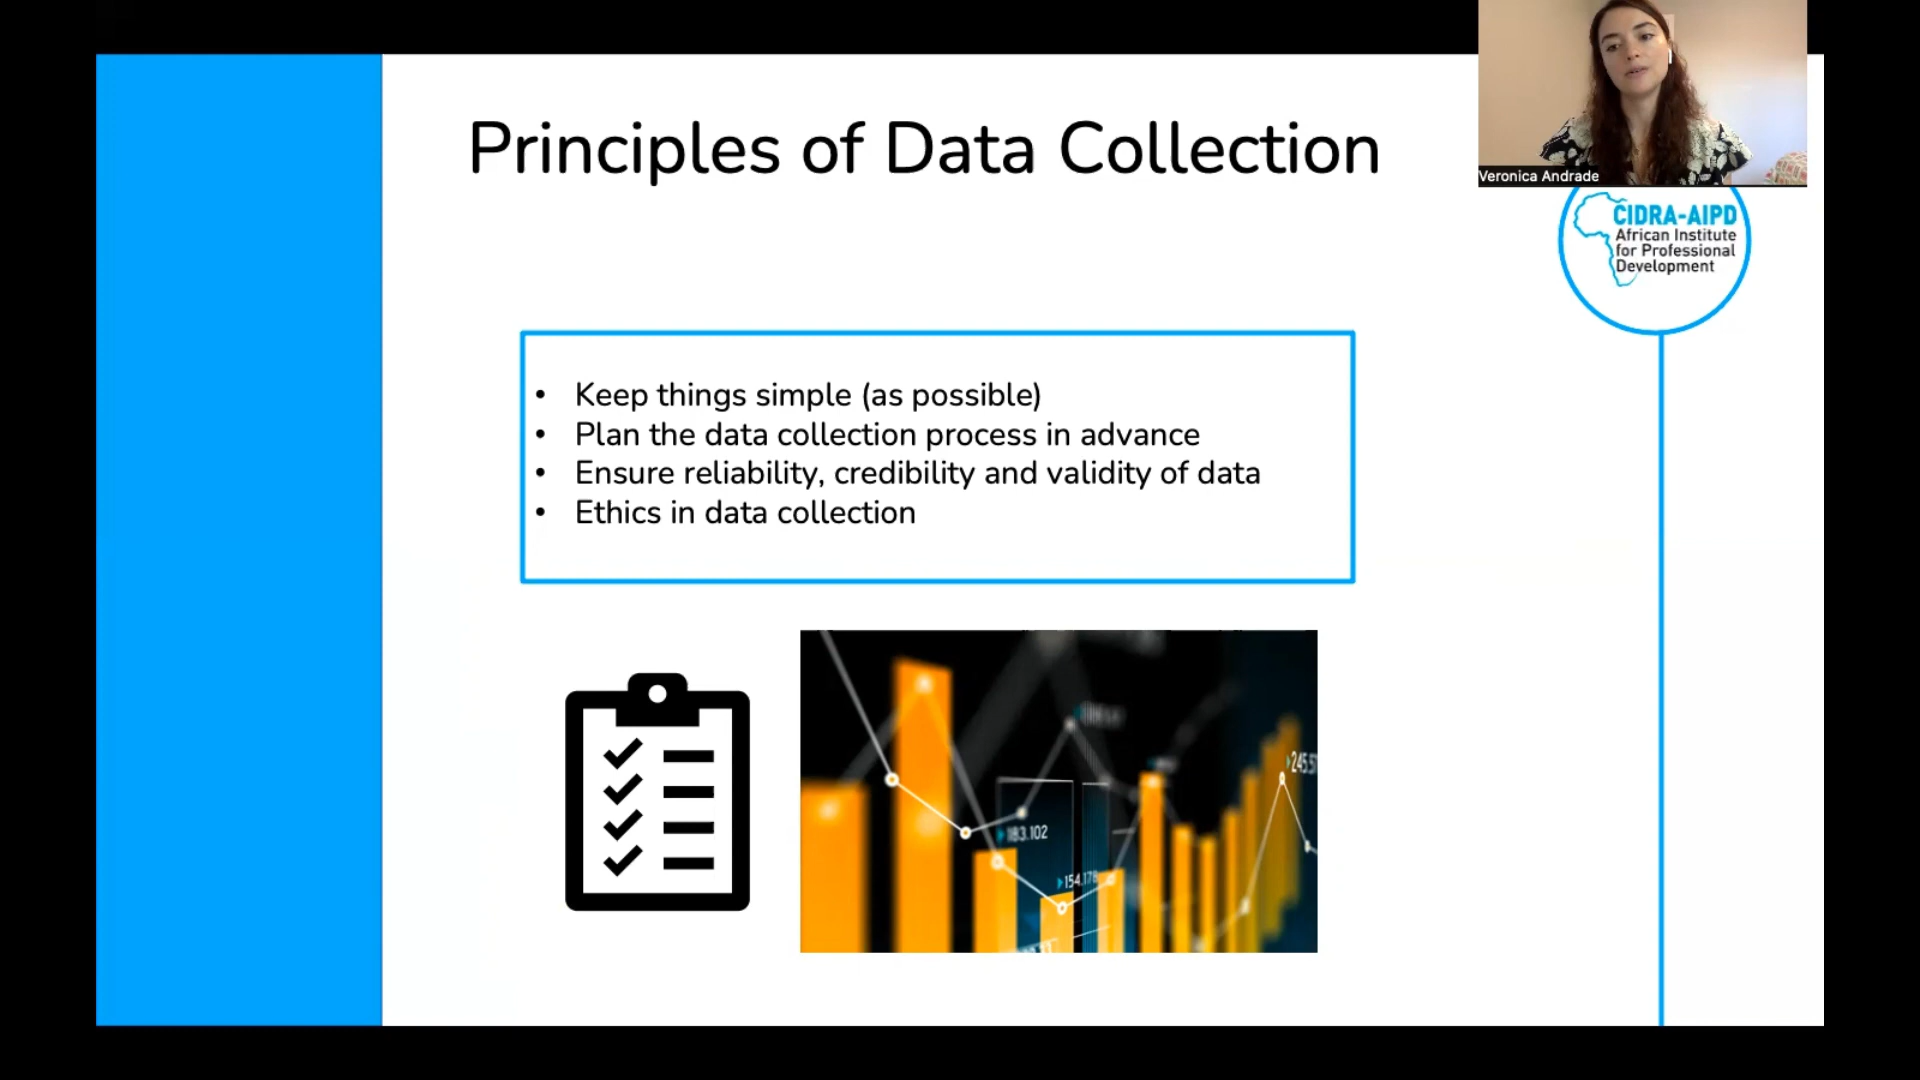 Principles of Data Collection
Veronica Andrade
CIDRA-AIPD
African Institute
for Professional
Development
• Keep things simple (as possible)
• Plan the data collection process in advance
• Ensure reliability, credibility and validity of data
• Ethics in data collection
183.102
154.178